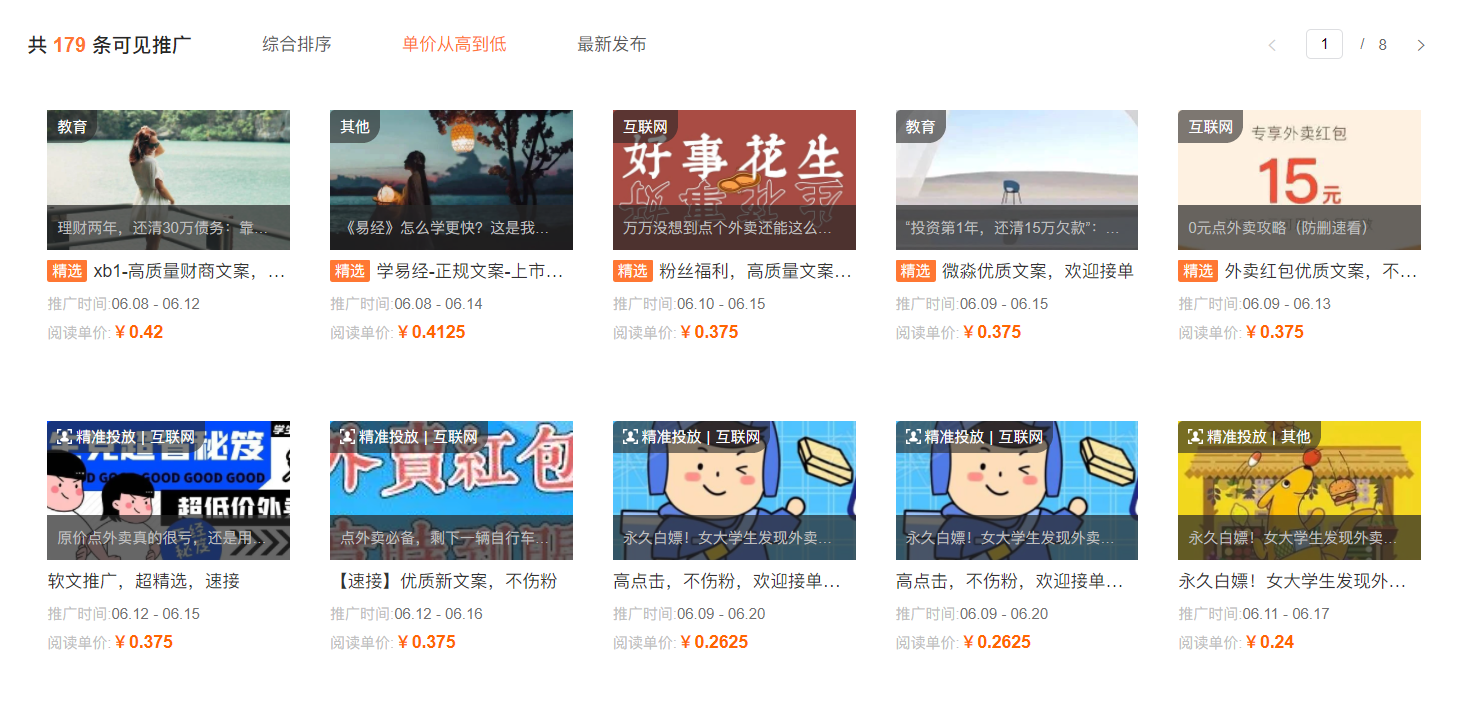 共 179 条可见推广
综合排序
单价从高到低
最新发布
1 / 8
教育
理财两年，还清30万债务：靠...
精选 xb1-高质量财商文案，...
推广时间:06.08 - 06.12
阅读单价:￥0.42
其他
《易经》怎么学更快？这是我...
精选 学易经-正规文案-上市...
推广时间:06.08 - 06.14
阅读单价:￥0.4125
互联网
好事花生
万万没想到点个外卖还能这么...
精选 粉丝福利，高质量文案...
推广时间:06.10 - 06.15
阅读单价:￥0.375
教育
“投资第1年，还清15万欠款”：...
精选 微淼优质文案，欢迎接单
推广时间:06.09 - 06.15
阅读单价:￥0.375
互联网
专享外卖红包
15元
0元点外卖攻略（防删速看）
精选 外卖红包优质文案，不...
推广时间:06.09 - 06.13
阅读单价:￥0.375
精准投放 | 互联网
秘笈
GOOD GOOD GOOD
超低价外卖
原价点外卖真的很亏，还是用...
软文推广，超精选，速接
推广时间:06.12 - 06.15
阅读单价:￥0.375
精准投放 | 互联网
外賣紅包
点外卖必备，剩下一辆自行车...
【速接】优质新文案，不伤粉
推广时间:06.12 - 06.16
阅读单价:￥0.375
精准投放 | 互联网
永久白嫖！女大学生发现外卖...
高点击，不伤粉，欢迎接单...
推广时间:06.09 - 06.20
阅读单价:￥0.2625
精准投放 | 互联网
永久白嫖！女大学生发现外卖...
高点击，不伤粉，欢迎接单...
推广时间:06.09 - 06.20
阅读单价:￥0.2625
精准投放 | 其他
永久白嫖！女大学生发现外卖...
永久白嫖！女大学生发现外...
推广时间:06.11 - 06.17
阅读单价:￥0.24